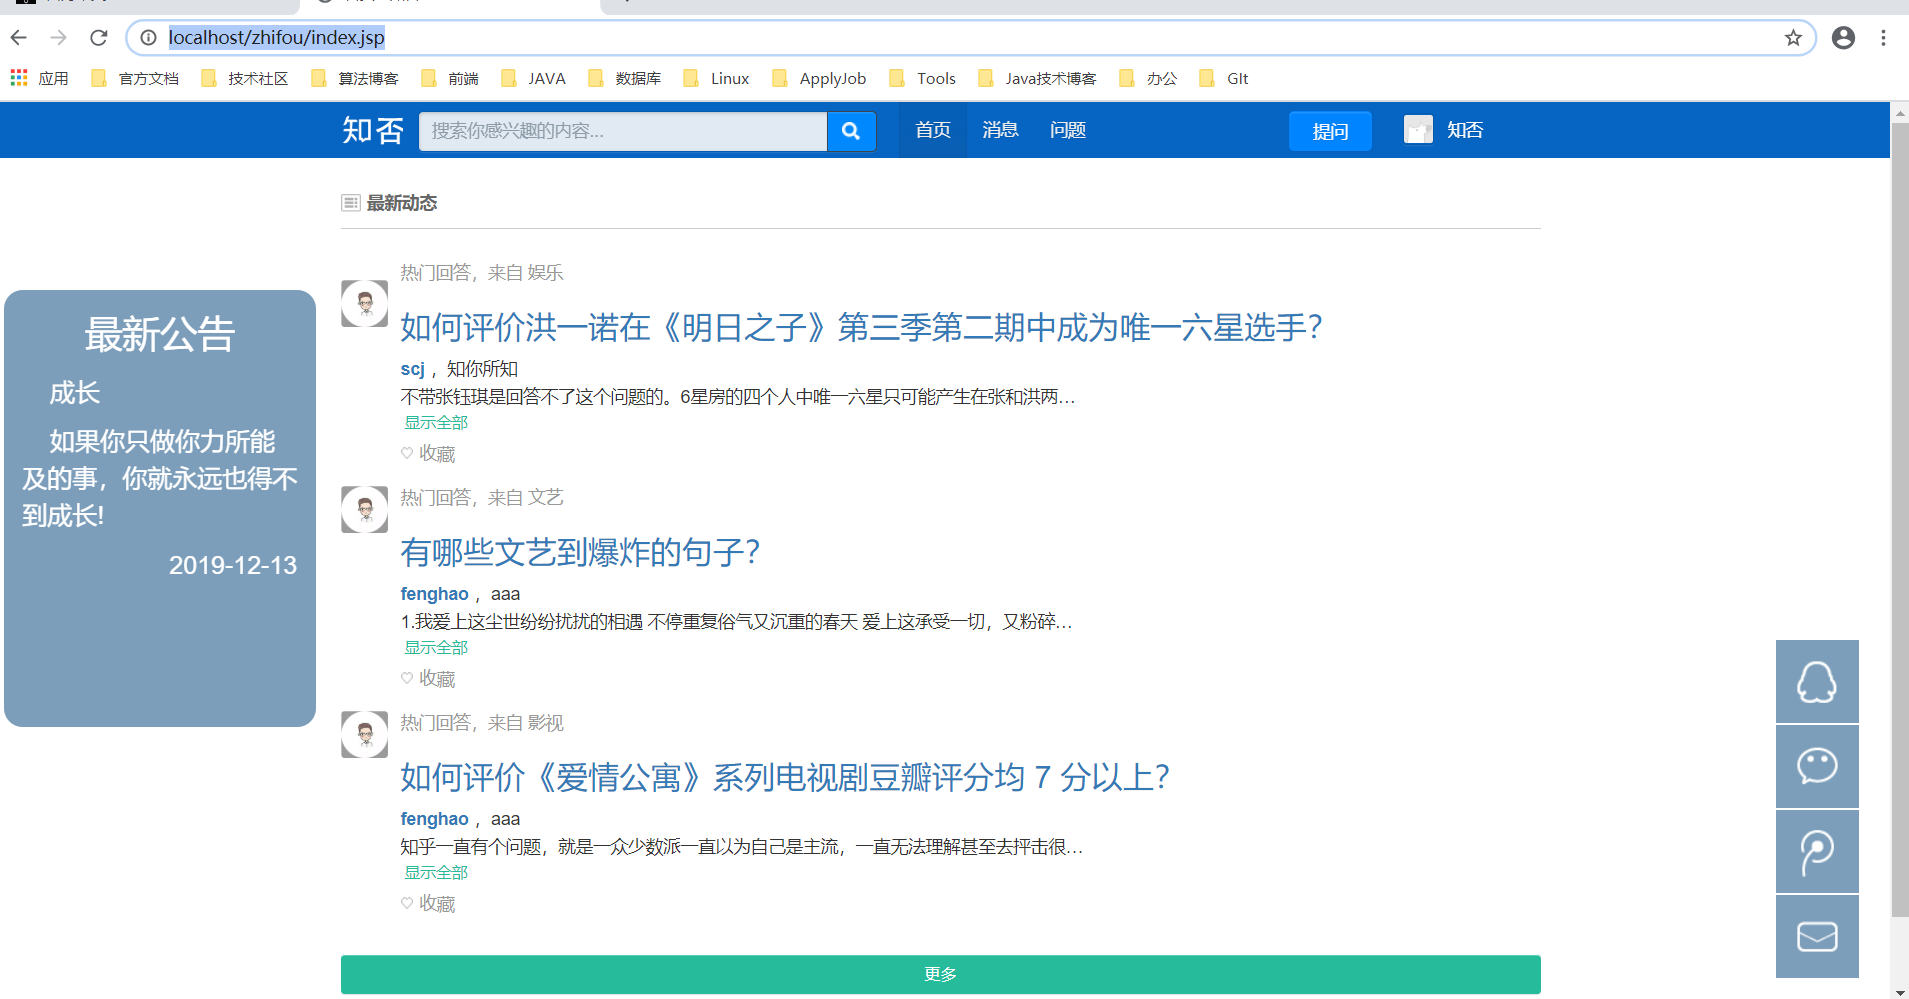 localhost/zhifou/index.jsp
应用 官方文档 技术社区 算法博客 前端 JAVA 数据库 Linux ApplyJob Tools Java技术博客 办公 GIt
知否 搜索你感兴趣的内容... 首页 消息 问题 提问 知否
最新动态
最新公告
成长
如果你只做你力所能
及的事，你就永远也得不
到成长!
2019-12-13
热门回答，来自 娱乐
如何评价洪一诺在《明日之子》第三季第二期中成为唯一六星选手？
scj ，知你所知
不带张钰琪是回答不了这个问题的。6星房的四个人中唯一六星只可能产生在张和洪两...
显示全部
收藏
热门回答，来自 文艺
有哪些文艺到爆炸的句子？
fenghao ，aaa
1.我爱上这尘世纷纷扰扰的相遇 不停重复俗气又沉重的春天 爱上这承受一切，又粉碎...
显示全部
收藏
热门回答，来自 影视
如何评价《爱情公寓》系列电视剧豆瓣评分均 7 分以上？
fenghao ，aaa
知乎一直有个问题，就是一众少数派一直以为自己是主流，一直无法理解甚至去抨击很...
显示全部
收藏
更多